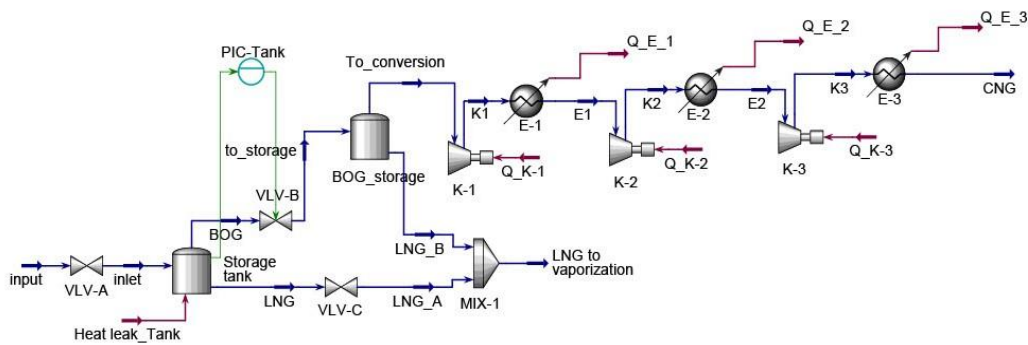 Q_E_1
Q_E_2
Q_E_3
PIC-Tank
To_conversion
K1
E-1
E1
K2
E-2
E2
K3
E-3
CNG
to_storage
BOG_storage
K-1
Q_K-1
K-2
Q_K-2
K-3
Q_K-3
VLV-B
BOG
LNG_B
LNG to
vaporization
input
VLV-A
inlet
Storage
tank
LNG
VLV-C
LNG_A
MIX-1
Heat leak_Tank